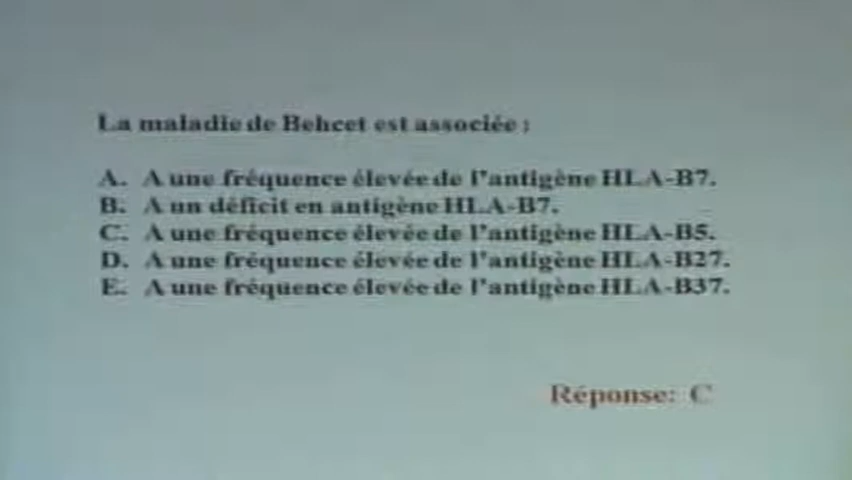 La maladie de Behcet est associée :
A. A une fréquence élevée de l'antigène HLA-B7.
B. A un déficit en antigène HLA-B7.
C. A une fréquence élevée de l'antigène HLA-B5.
D. A une fréquence élevée de l'antigène HLA-B27.
E. A une fréquence élevée de l'antigène HLA-B37.
Réponse: C